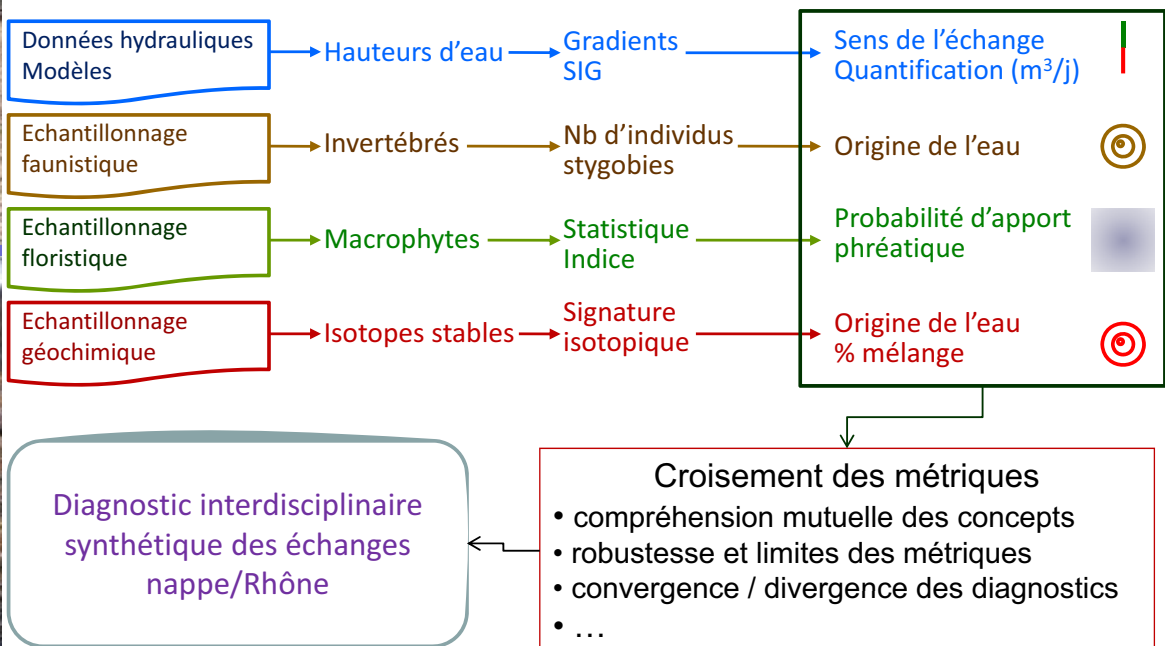 Données hydrauliques
Modèles
Hauteurs d’eau
Gradients
SIG
Sens de l’échange
Quantification (m³/j)
Echantillonnage
faunistique
Invertébrés
Nb d’individus
stygobies
Origine de l’eau
Echantillonnage
floristique
Macrophytes
Statistique
Indice
Probabilité d’apport
phréatique
Echantillonnage
géochimique
Isotopes stables
Signature
isotopique
Origine de l’eau
% mélange
Croisement des métriques
• compréhension mutuelle des concepts
• robustesse et limites des métriques
• convergence / divergence des diagnostics
• …
Diagnostic interdisciplinaire
synthétique des échanges
nappe/Rhône